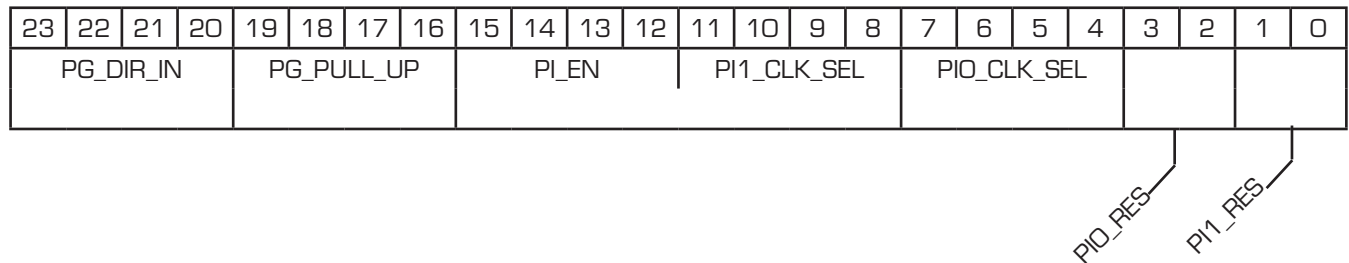 23 22 21 20 19 18 17 16 15 14 13 12 11 10 9 8 7 6 5 4 3 2 1 0
PG_DIR_IN PG_PULL_UP PI_EN PI1_CLK_SEL PI0_CLK_SEL
PI0_RES PI1_RES